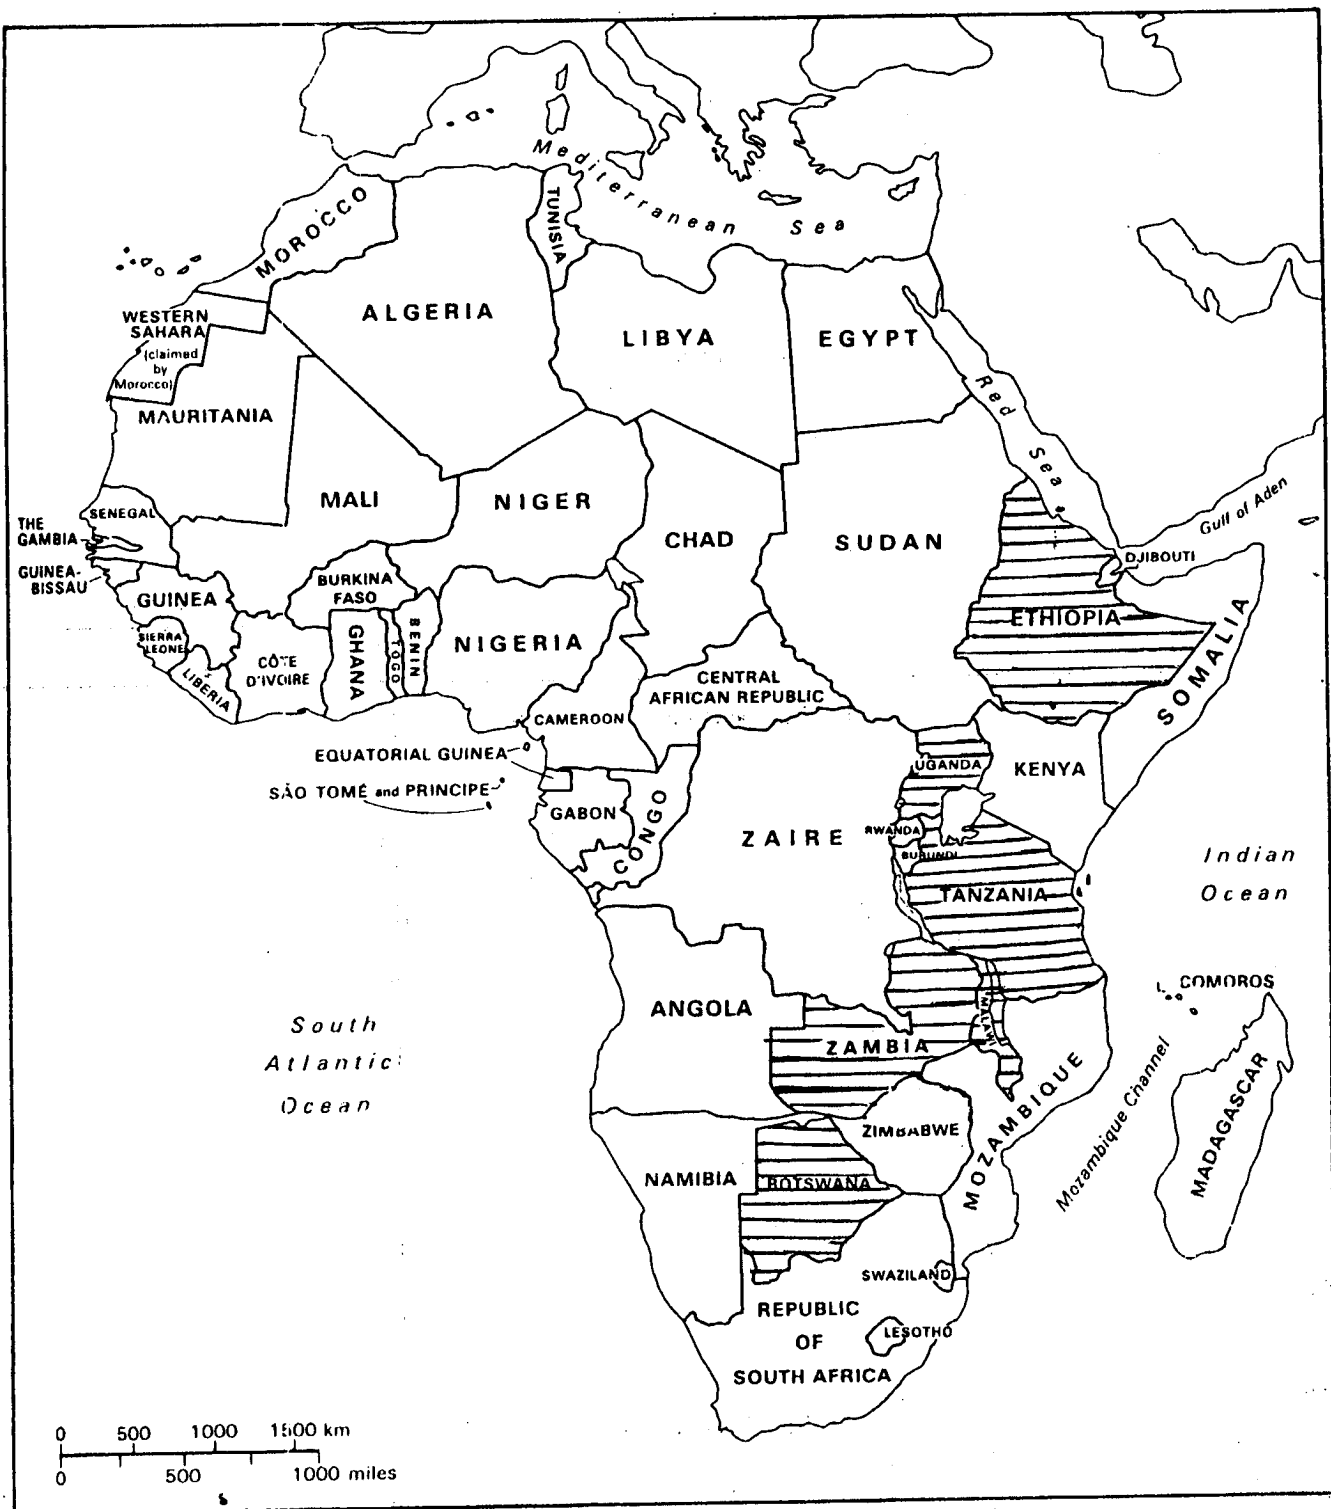 Mediterranean Sea
TUNISIA
MOROCCO
ALGERIA
LIBYA
EGYPT
WESTERN
SAHARA
(claimed
by
Morocco)
Red Sea
MAURITANIA
MALI
NIGER
CHAD
SUDAN
Gulf of Aden
SENEGAL
THE
GAMBIA
GUINEA-
BISSAU
GUINEA
BURKINA
FASO
DJIBOUTI
ETHIOPIA
SOMALIA
SIERRA
LEONE
LIBERIA
CÔTE
D'IVOIRE
GHANA
TOGO
BENIN
NIGERIA
CENTRAL
AFRICAN REPUBLIC
CAMEROON
EQUATORIAL GUINEA
SÃO TOMÉ and PRINCIPE
GABON
CONGO
ZAIRE
UGANDA
KENYA
RWANDA
BURUNDI
TANZANIA
Indian
Ocean
COMOROS
ANGOLA
ZAMBIA
MALAWI
South
Atlantic
Ocean
MOZAMBIQUE
Mozambique Channel
MADAGASCAR
ZIMBABWE
NAMIBIA
BOTSWANA
SWAZILAND
REPUBLIC
OF
SOUTH AFRICA
LESOTHO
0 500 1000 1500 km
0 500 1000 miles